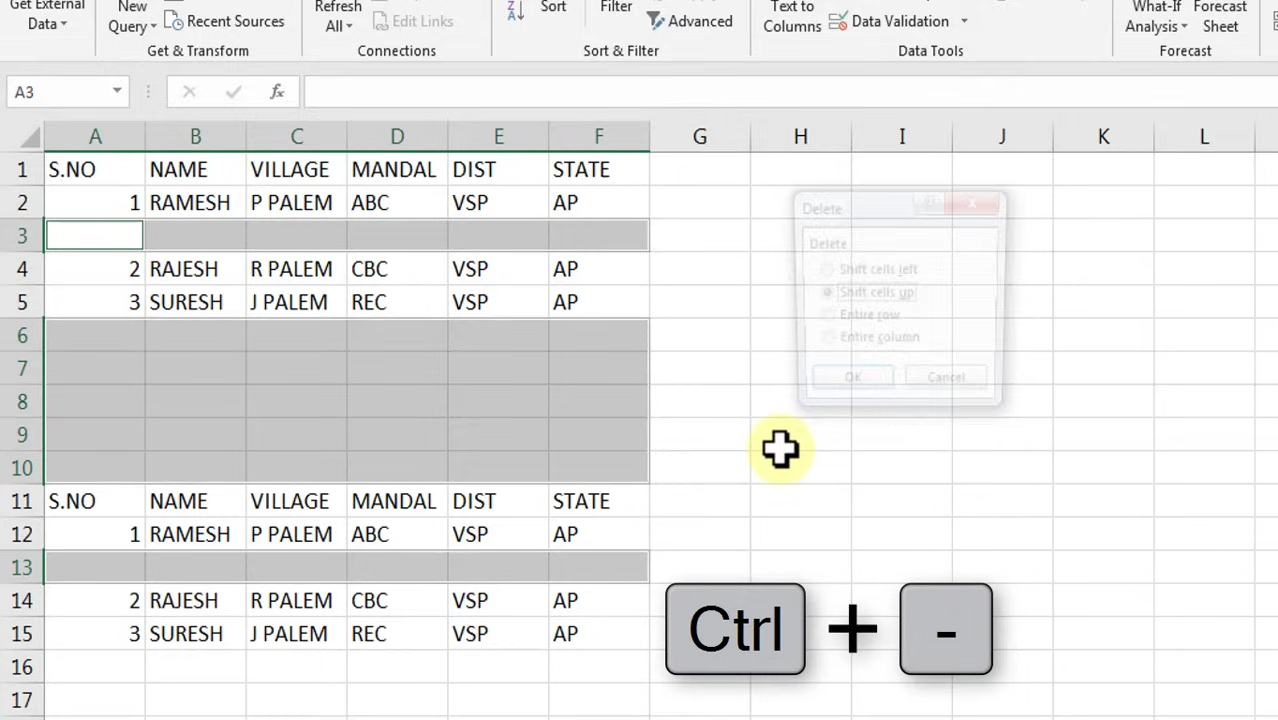 Get External
Data
New
Query
Recent Sources
Refresh
All
Edit Links
Sort
Filter
Advanced
Text to
Columns
Data Validation
What-If
Analysis
Forecast
Sheet
Get & Transform
Connections
Sort & Filter
Data Tools
Forecast
A3
fx
A B C D E F G H I J K L
1 S.NO NAME VILLAGE MANDAL DIST STATE
2 1 RAMESH P PALEM ABC VSP AP
3
4 2 RAJESH R PALEM CBC VSP AP
5 3 SURESH J PALEM REC VSP AP
6
7
8
9
10
11 S.NO NAME VILLAGE MANDAL DIST STATE
12 1 RAMESH P PALEM ABC VSP AP
13
14 2 RAJESH R PALEM CBC VSP AP
15 3 SURESH J PALEM REC VSP AP
16
17
Delete
Delete
Shift cells left
Shift cells up
Entire row
Entire column
OK Cancel
Ctrl + -